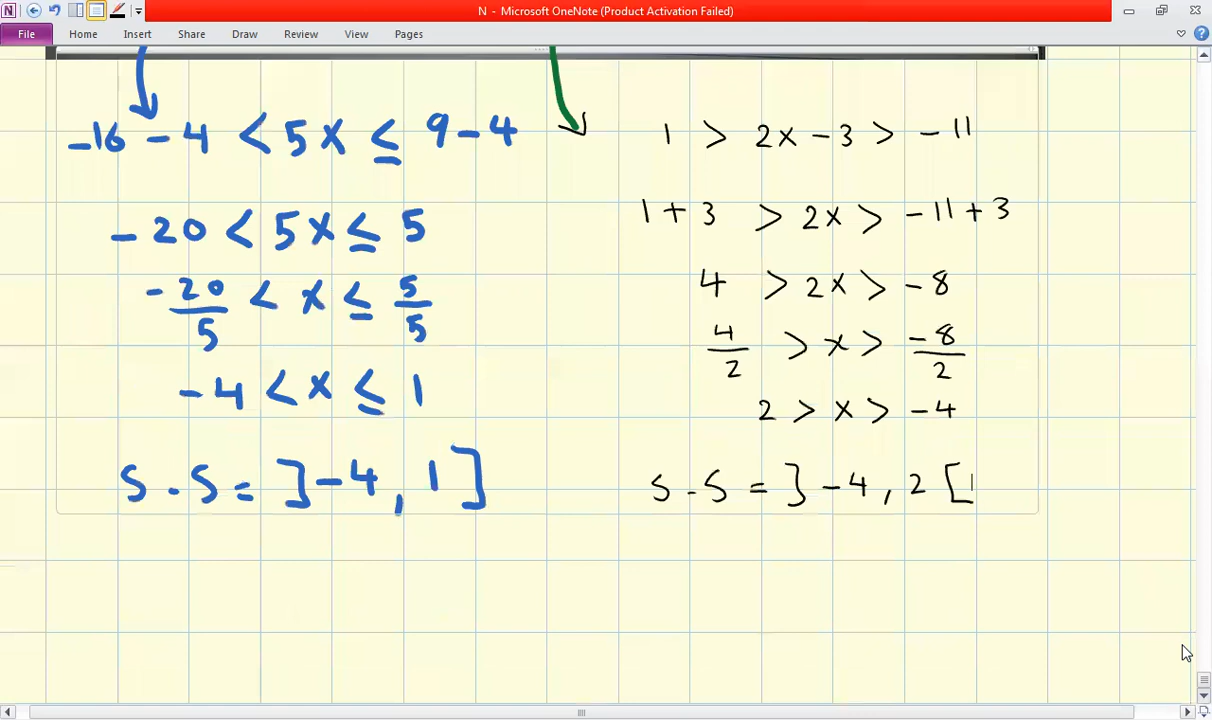 N - Microsoft OneNote (Product Activation Failed)
File Home Insert Share Draw Review View Pages
-16 - 4 < 5x ≤ 9 - 4
-20 < 5x ≤ 5
-20/5 < x ≤ 5/5
-4 < x ≤ 1
S.S = ]-4, 1]
1 > 2x - 3 > -11
1 + 3 > 2x > -11 + 3
4 > 2x > -8
4/2 > x > -8/2
2 > x > -4
S.S = ]-4, 2[